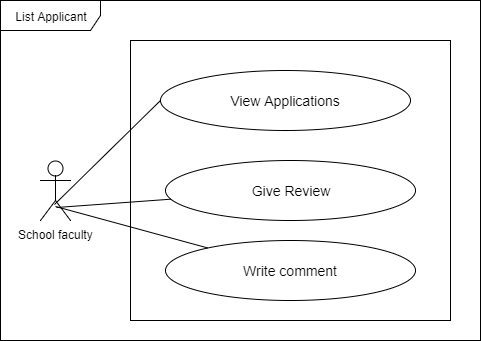 List Applicant
View Applications
Give Review
School faculty
Write comment